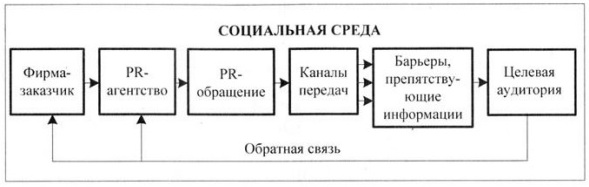 СОЦИАЛЬНАЯ СРЕДА
Фирма-
заказчик
PR-
агентство
PR-
обращение
Каналы
передач
Барьеры,
препятству-
ющие
информации
Целевая
аудитория
Обратная связь